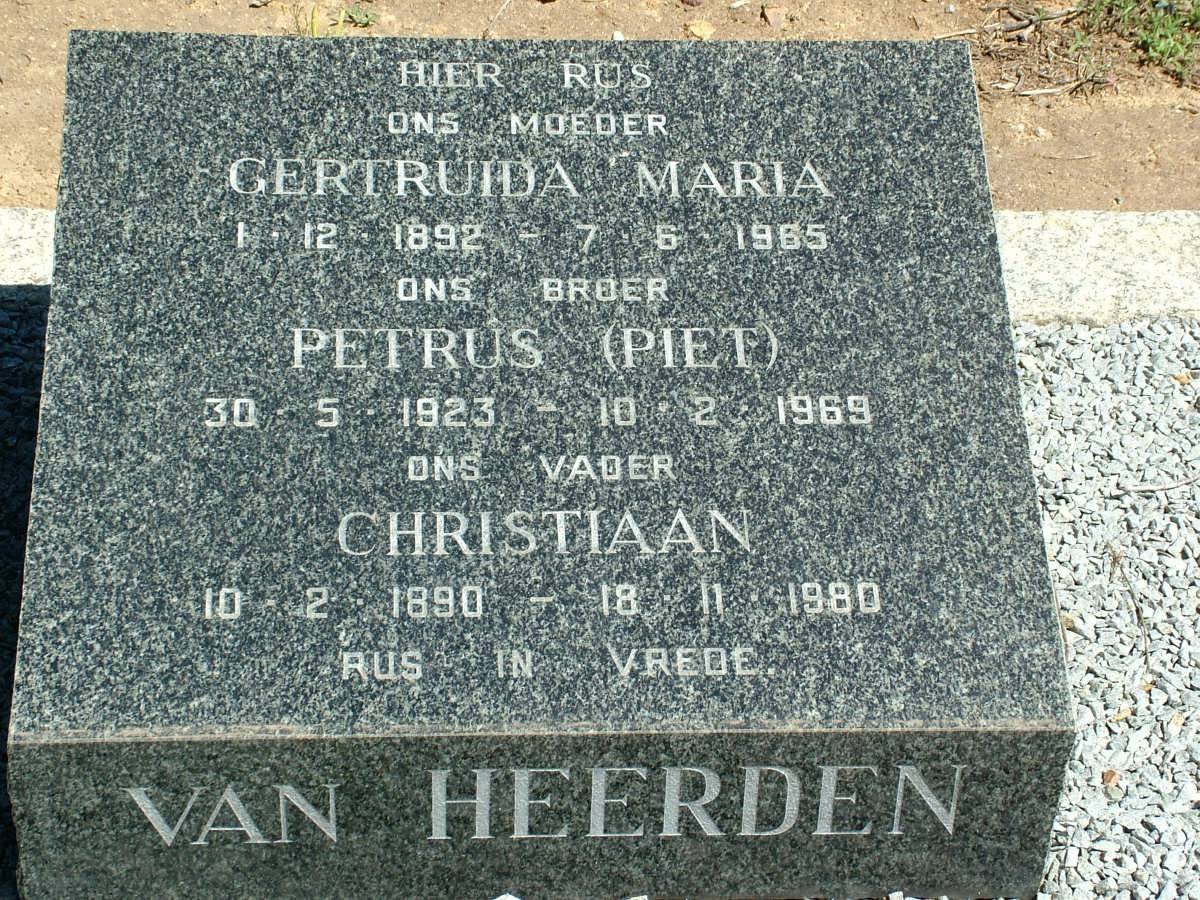 HIER RUS
ONS MOEDER
GERTRUIDA MARIA
1·12·1892 - 7·6·1965
ONS BROER
PETRUS (PIET)
30·5·1923 - 10·2·1969
ONS VADER
CHRISTIAAN
10·2·1890 - 18·11·1980
RUS IN VREDE.
VAN HEERDEN